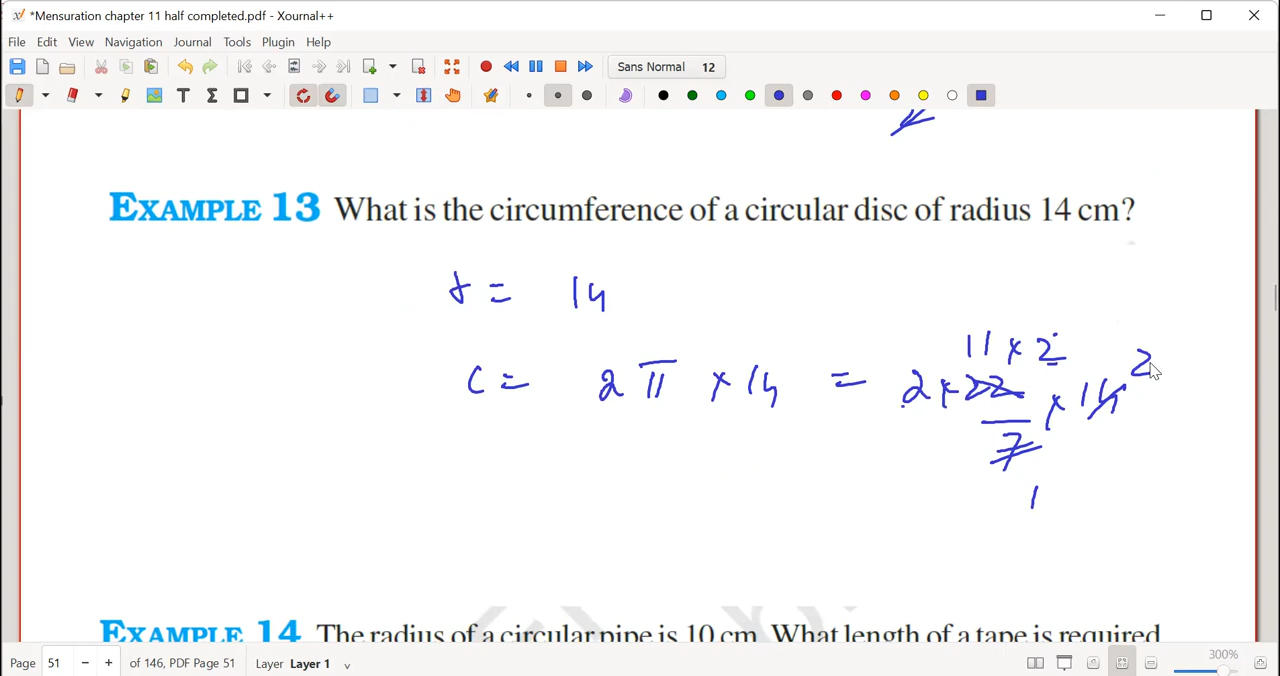 *Mensuration chapter 11 half completed.pdf - Xournal++
File Edit View Navigation Journal Tools Plugin Help
Sans Normal 12
EXAMPLE 13 What is the circumference of a circular disc of radius 14 cm?
r = 14
11 × 2
C = 2 π × 14 = 2 × 22 × 14 2
7
1
EXAMPLE 14 The radius of a circular pipe is 10 cm. What length of a tape is required
300%
Page 51 - + of 146, PDF Page 51 Layer Layer 1